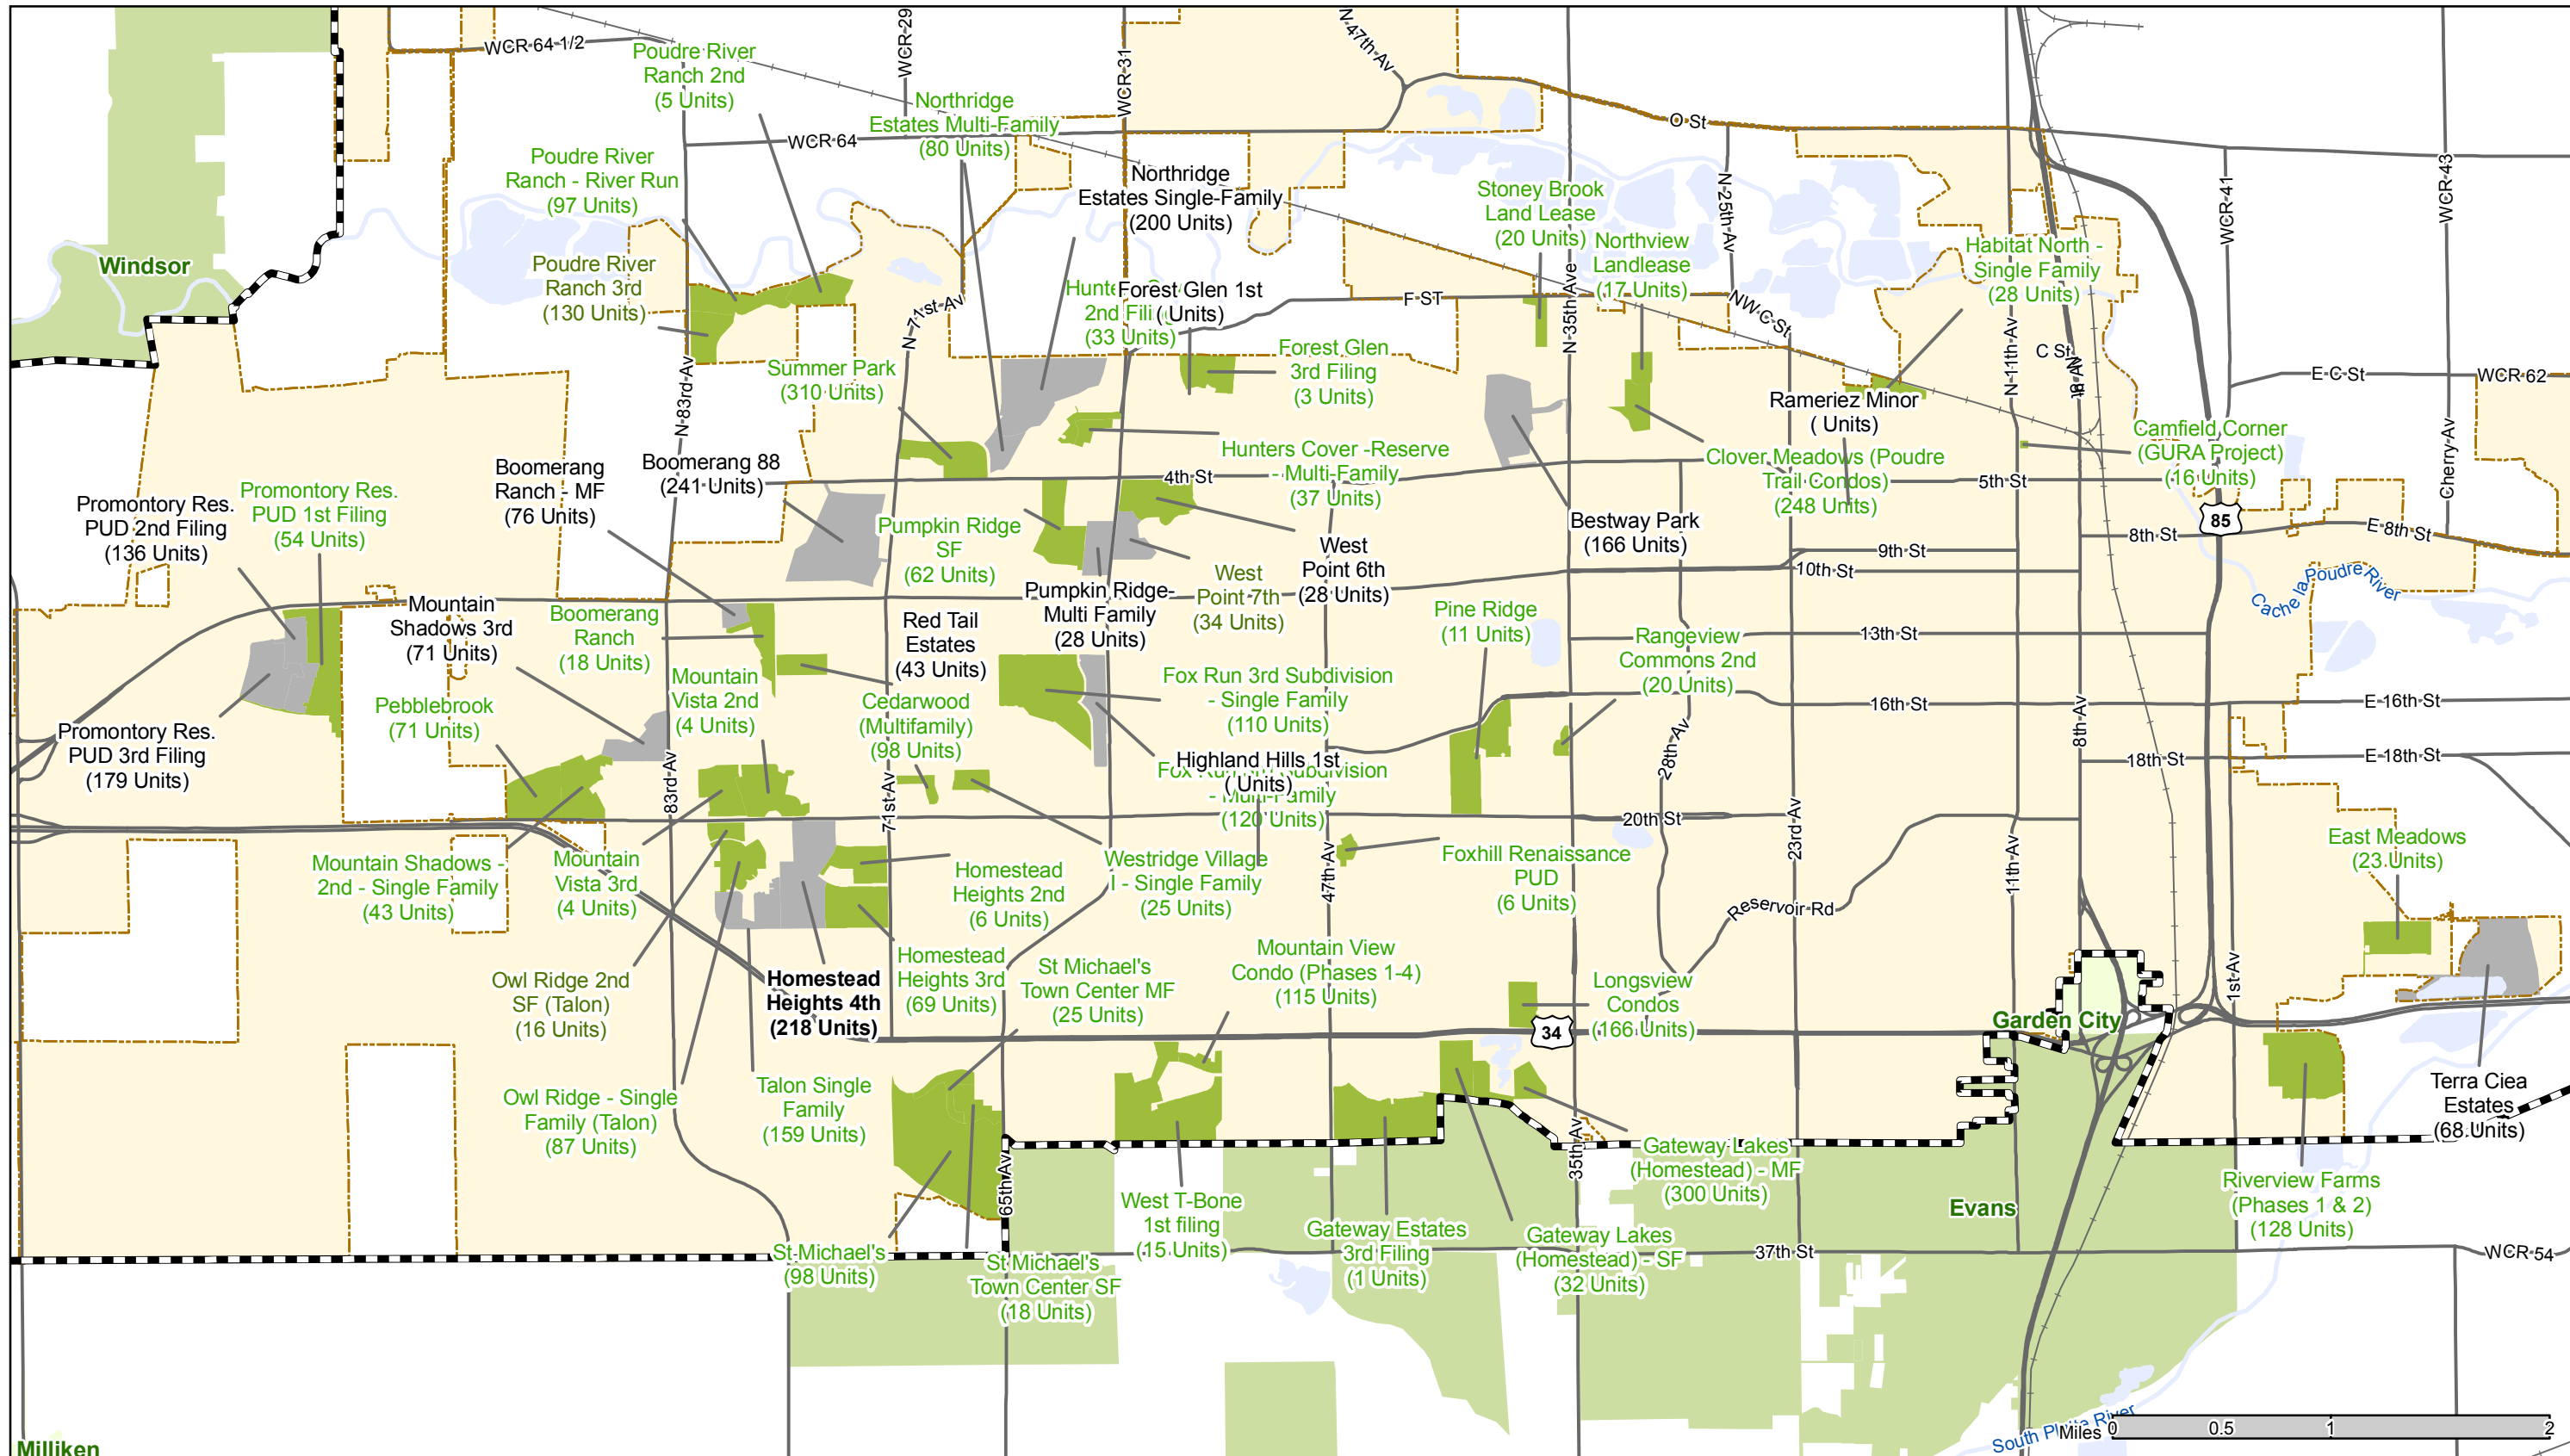 WCR 64-1/2
WCR 29
WCR 31
N 47th Av
Poudre River
Ranch 2nd
(5 Units)
Northridge
Estates Multi-Family
(80 Units)
WCR 64
O St
Poudre River
Ranch - River Run
(97 Units)
Northridge
Estates Single-Family
(200 Units)
Stoney Brook
Land Lease
(20 Units)
Northview
Landlease
(17 Units)
N 25th Av
WCR 41
WCR 43
Habitat North -
Single Family
(28 Units)
Windsor
Poudre River
Ranch 3rd
(130 Units)
N 71st Av
2nd
(33 Units)
Forest Glen 1st
( Units)
F ST
N 35th Ave
NW C St
N 11th Av
C St
N 8th Av
E C St
WCR 62
Summer Park
(310 Units)
Forest Glen
3rd Filing
(3 Units)
N 83rd Av
Rameriez Minor
( Units)
Hunters Cover -Reserve
- Multi-Family
(37 Units)
Clover Meadows (Poudre
Trail Condos)
(248 Units)
Camfield Corner
(GURA Project)
(16 Units)
Cherry Av
Boomerang
Ranch - MF
(76 Units)
Boomerang 88
(241 Units)
4th St
5th St
Promontory Res.
PUD 2nd Filing
(136 Units)
Promontory Res.
PUD 1st Filing
(54 Units)
Pumpkin Ridge
SF
(62 Units)
Bestway Park
(166 Units)
85
8th St
E 8th St
West
Point 6th
(28 Units)
9th St
10th St
West
Point 7th
(34 Units)
Pumpkin Ridge-
Multi Family
(28 Units)
Cache la Poudre River
Mountain
Shadows 3rd
(71 Units)
Boomerang
Ranch
(18 Units)
Red Tail
Estates
(43 Units)
Pine Ridge
(11 Units)
Rangeview
Commons 2nd
(20 Units)
13th St
Pebblebrook
(71 Units)
Mountain
Vista 2nd
(4 Units)
Cedarwood
(Multifamily)
(98 Units)
Fox Run 3rd Subdivision
- Single Family
(110 Units)
16th St
E 16th St
Promontory Res.
PUD 3rd Filing
(179 Units)
83rd Av
71st Av
Highland Hills 1st
( Units)
Fox Run Subdivision
- Multi-Family
(120 Units)
28th Av
8th Av
18th St
E 18th St
20th St
23rd Av
Mountain Shadows -
2nd - Single Family
(43 Units)
Mountain
Vista 3rd
(4 Units)
Homestead
Heights 2nd
(6 Units)
Westridge Village
I - Single Family
(25 Units)
47th Av
Foxhill Renaissance
PUD
(6 Units)
11th Av
East Meadows
(23 Units)
Reservoir Rd
Owl Ridge 2nd
SF (Talon)
(16 Units)
Homestead
Heights 4th
(218 Units)
Homestead
Heights 3rd
(69 Units)
St Michael's
Town Center MF
(25 Units)
Mountain View
Condo (Phases 1-4)
(115 Units)
Longsview
Condos
(166 Units)
1st Av
34
Garden City
Owl Ridge - Single
Family (Talon)
(87 Units)
Talon Single
Family
(159 Units)
Terra Ciea
Estates
(68 Units)
65th Av
35th Av
Gateway Lakes
(Homestead) - MF
(300 Units)
West T-Bone
1st filing
(15 Units)
Gateway Estates
3rd Filing
(1 Units)
Gateway Lakes
(Homestead) - SF
(32 Units)
Evans
Riverview Farms
(Phases 1 & 2)
(128 Units)
St Michael's
(98 Units)
St Michael's
Town Center SF
(18 Units)
37th St
WCR 54
Milliken
South Platte River
Miles 0 0.5 1 2